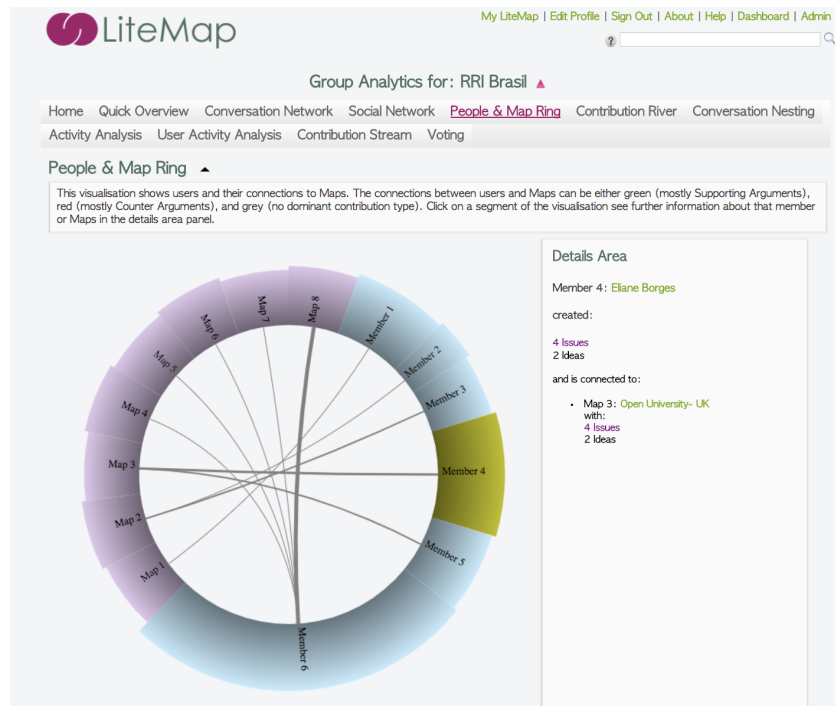 LiteMap
My LiteMap | Edit Profile | Sign Out | About | Help | Dashboard | Admin
?
Group Analytics for: RRI Brasil
Home Quick Overview Conversation Network Social Network People & Map Ring Contribution River Conversation Nesting
Activity Analysis User Activity Analysis Contribution Stream Voting
People & Map Ring
This visualisation shows users and their connections to Maps. The connections between users and Maps can be either green (mostly Supporting Arguments),
red (mostly Counter Arguments), and grey (no dominant contribution type). Click on a segment of the visualisation see further information about that member
or Maps in the details area panel.
Map 8
Member 1
Member 2
Member 3
Member 4
Member 5
Member 6
Map 1
Map 2
Map 3
Map 4
Map 5
Map 6
Map 7
Details Area
Member 4: Eliane Borges
created:
4 Issues
2 Ideas
and is connected to:
• Map 3: Open University- UK
with:
4 Issues
2 Ideas